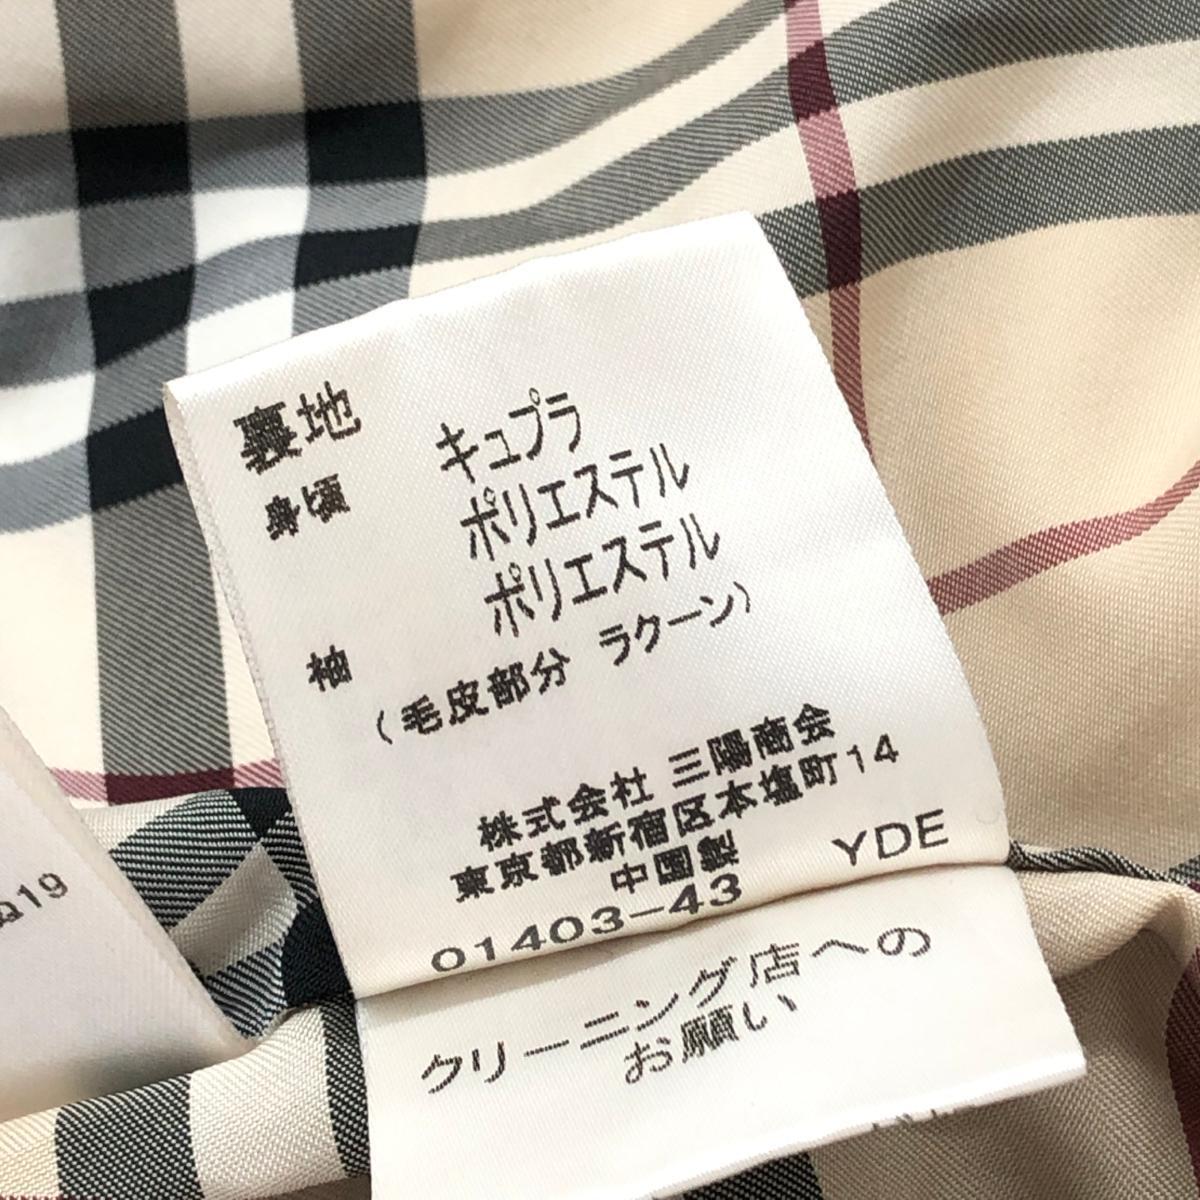 裏地
身頃 キュプラ
ポリエステル
袖 ポリエステル
(毛皮部分 ラクーン)
株式会社 三陽商会
東京都新宿区本塩町14
中国製 YDE
01403-43
クリーニング店への
お願い
19